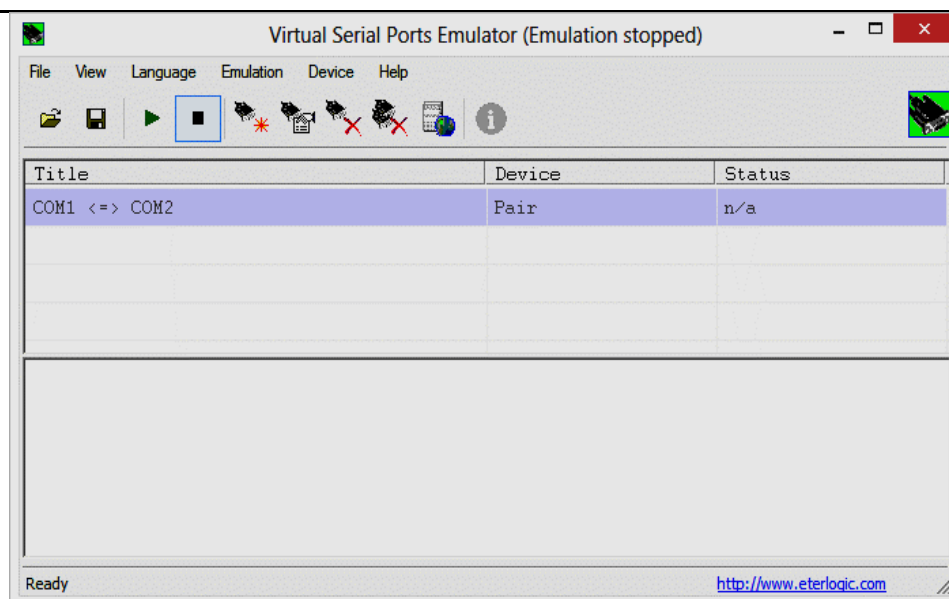 Virtual Serial Ports Emulator (Emulation stopped)
File View Language Emulation Device Help
Title Device Status
COM1 <=> COM2 Pair n/a
Ready http://www.eterlogic.com